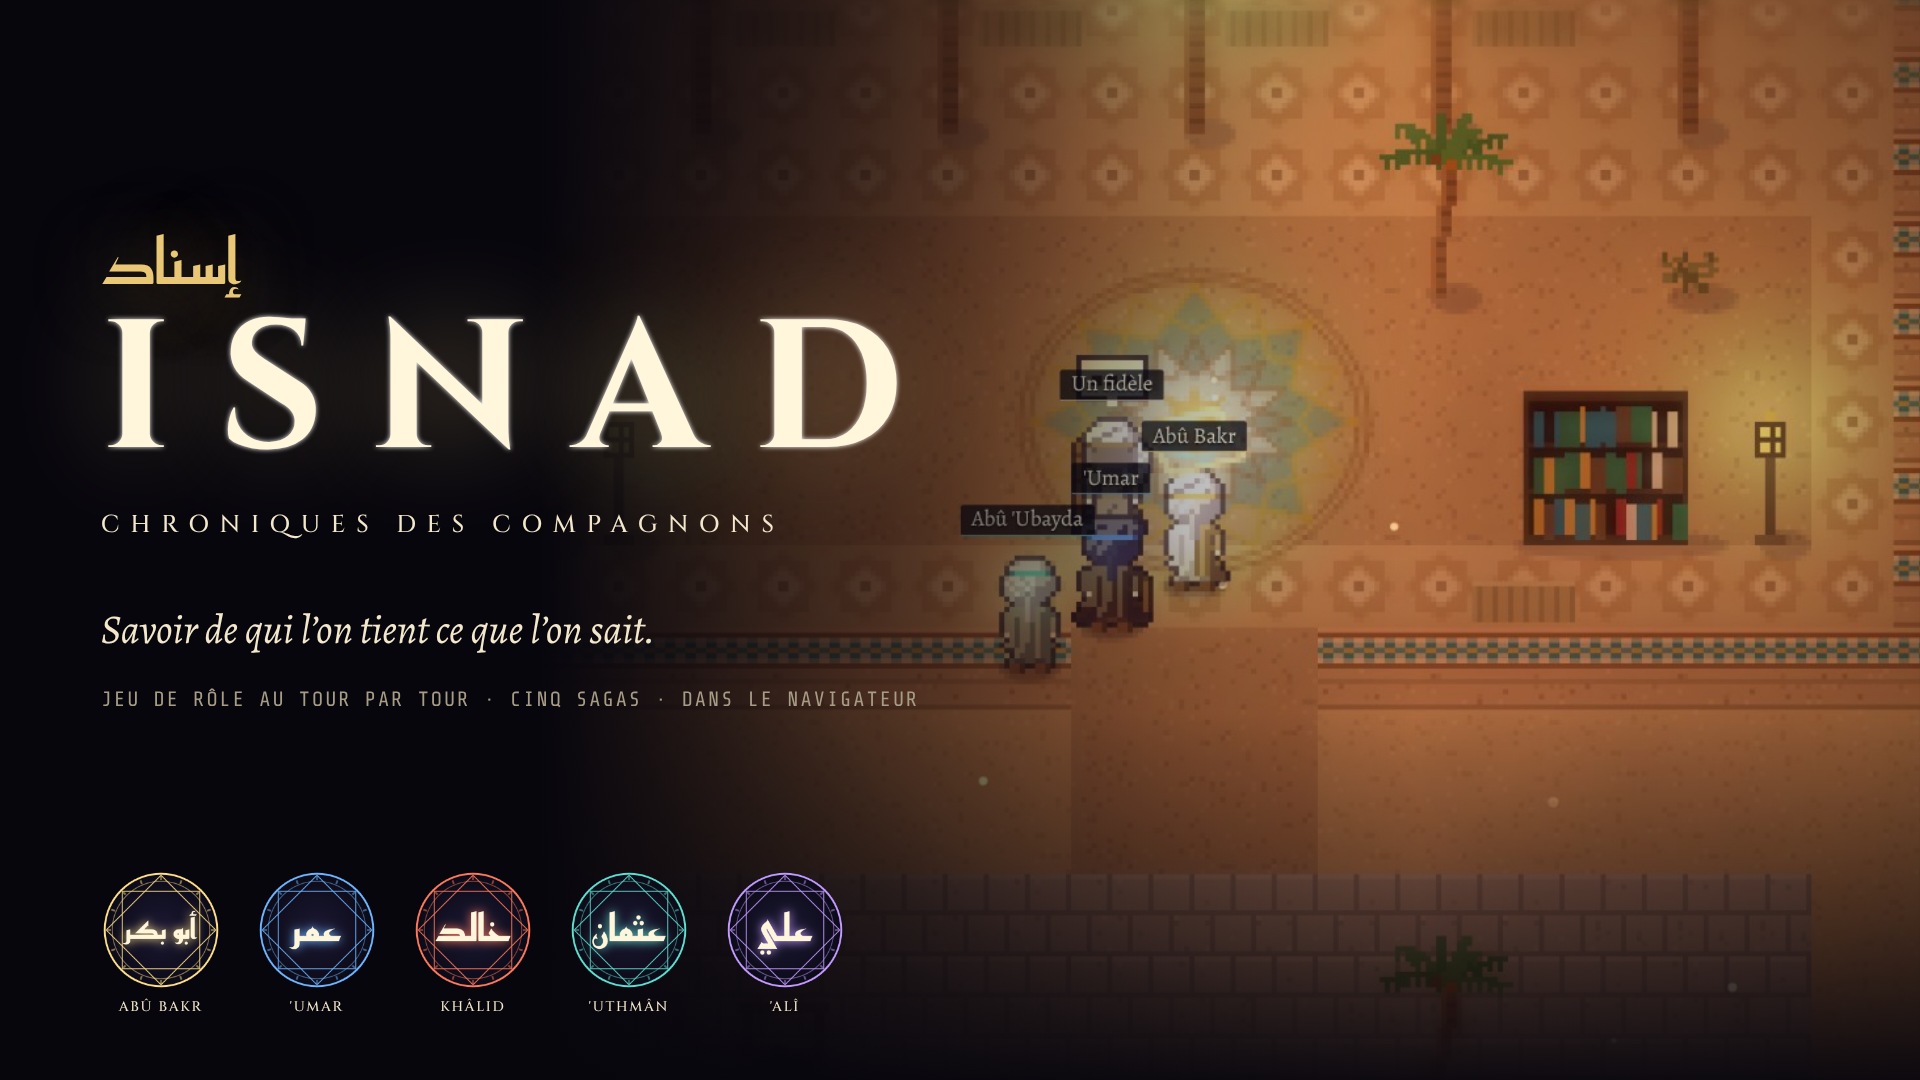 إسناد
ISNAD
CHRONIQUES DES COMPAGNONS
Savoir de qui l’on tient ce que l’on sait.
JEU DE RÔLE AU TOUR PAR TOUR · CINQ SAGAS · DANS LE NAVIGATEUR
Un fidèle
Abû Bakr
'Umar
Abû 'Ubayda
أبو بكر
عمر
خالد
عثمان
علي
ABÛ BAKR
'UMAR
KHÂLID
'UTHMÂN
'ALÎ